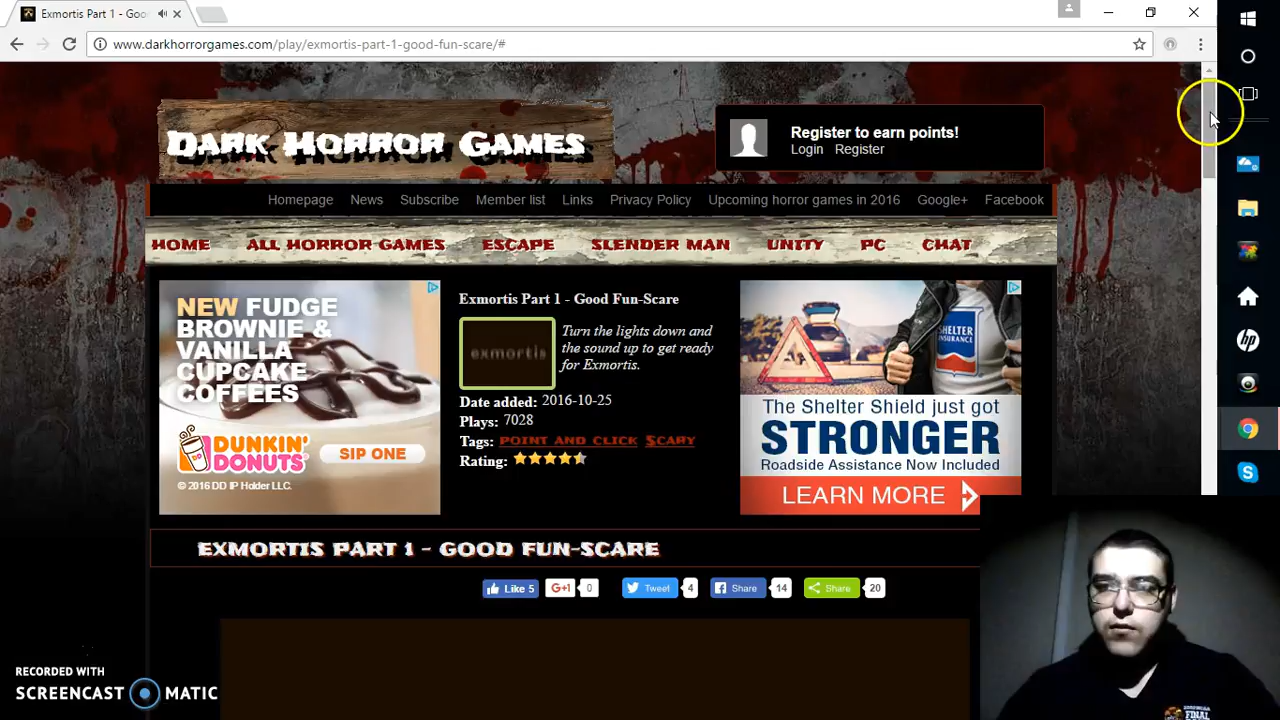 Exmortis Part 1 - Goo
www.darkhorrorgames.com/play/exmortis-part-1-good-fun-scare/#
DARK HORROR GAMES
Register to earn points!
Login Register
Homepage News Subscribe Member list Links Privacy Policy Upcoming horror games in 2016 Google+ Facebook
HOME ALL HORROR GAMES ESCAPE SLENDER MAN UNITY PC CHAT
NEW FUDGE
BROWNIE &
VANILLA
CUPCAKE
COFFEES
DUNKIN'
DONUTS
SIP ONE
© 2016 DD IP Holder LLC.
Exmortis Part 1 - Good Fun-Scare
exmortis
Turn the lights down and
the sound up to get ready
for Exmortis.
Date added: 2016-10-25
Plays: 7028
Tags: POINT AND CLICK SCARY
Rating:
SHELTER
INSURANCE
The Shelter Shield just got
STRONGER
Roadside Assistance Now Included
LEARN MORE
EXMORTIS PART 1 - GOOD FUN-SCARE
Like 5 G+1 0 Tweet 4 Share 14 Share 20
RECORDED WITH
SCREENCAST MATIC
hp
FINAL